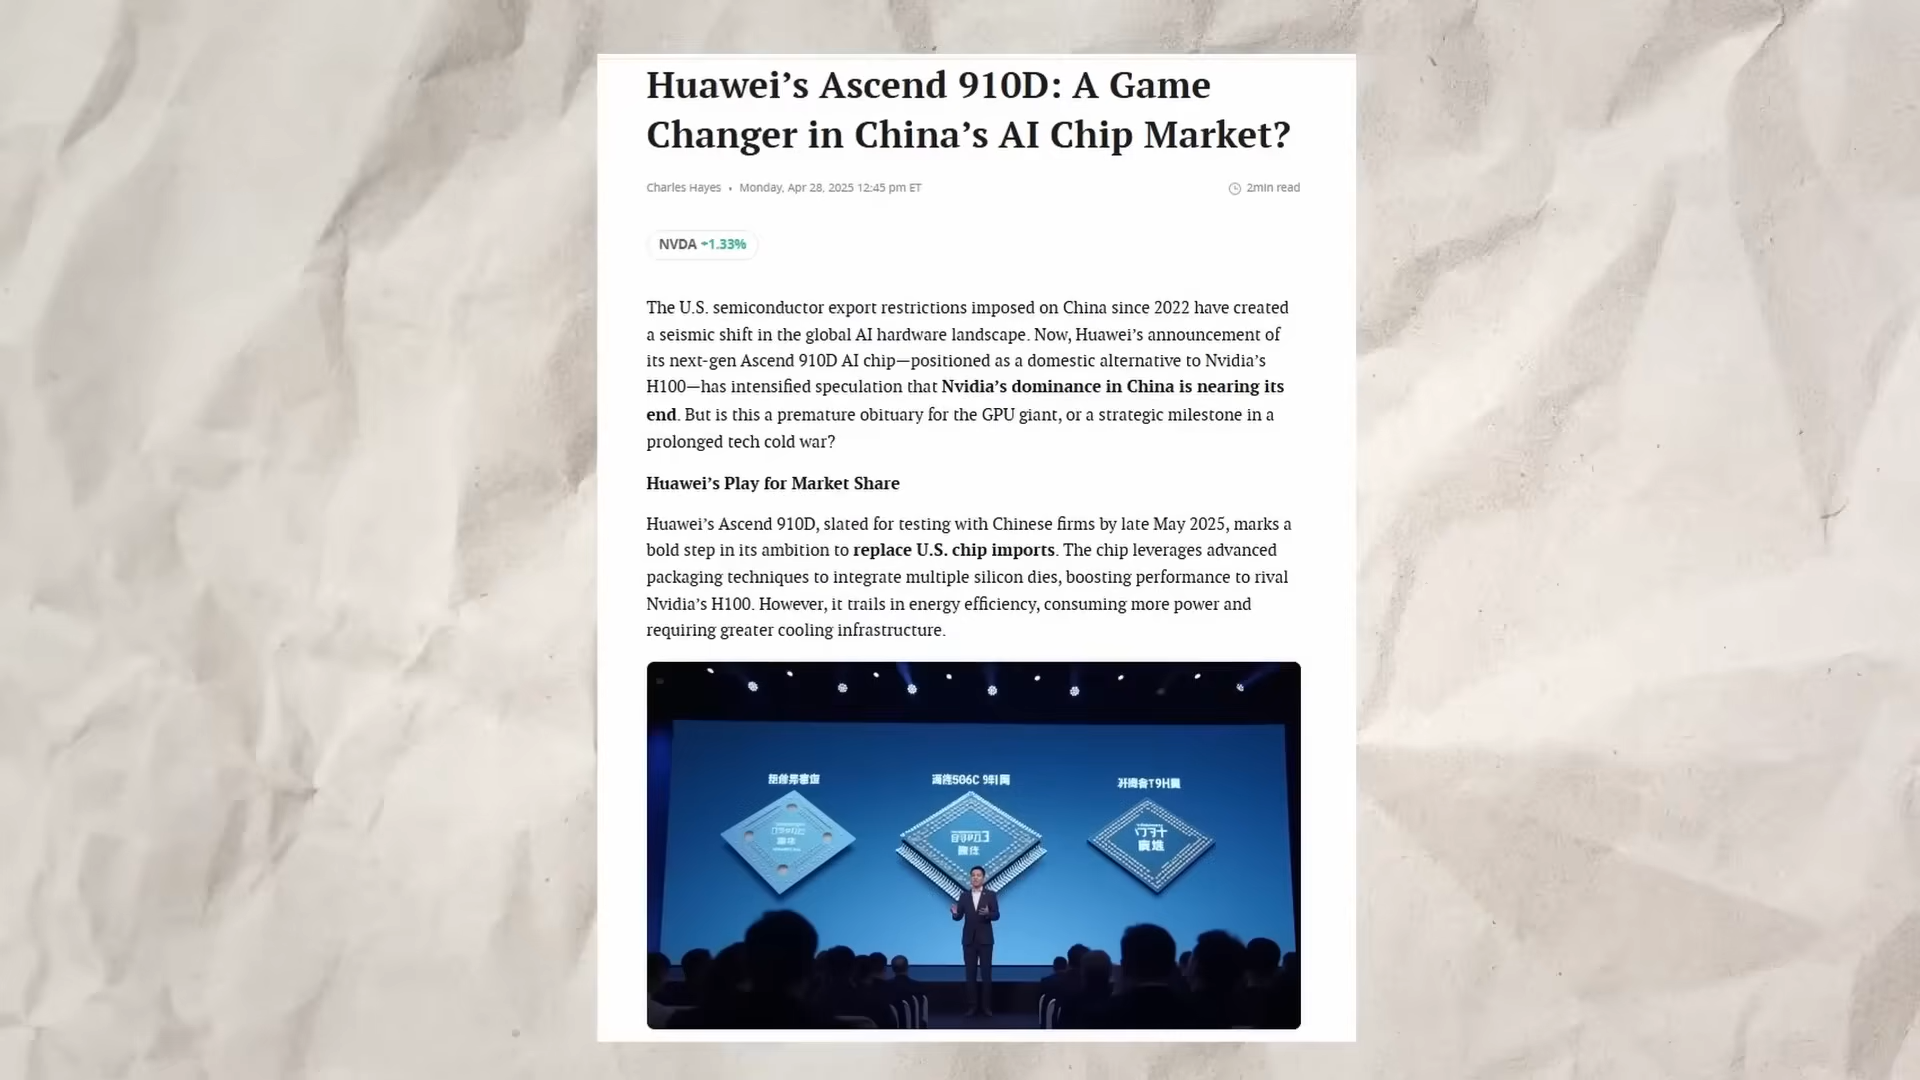 Huawei’s Ascend 910D: A Game
Changer in China’s AI Chip Market?
Charles Hayes • Monday, Apr 28, 2025 12:45 pm ET
2min read
NVDA +1.33%
The U.S. semiconductor export restrictions imposed on China since 2022 have created
a seismic shift in the global AI hardware landscape. Now, Huawei’s announcement of
its next-gen Ascend 910D AI chip—positioned as a domestic alternative to Nvidia’s
H100—has intensified speculation that Nvidia’s dominance in China is nearing its
end. But is this a premature obituary for the GPU giant, or a strategic milestone in a
prolonged tech cold war?
Huawei’s Play for Market Share
Huawei’s Ascend 910D, slated for testing with Chinese firms by late May 2025, marks a
bold step in its ambition to replace U.S. chip imports. The chip leverages advanced
packaging techniques to integrate multiple silicon dies, boosting performance to rival
Nvidia’s H100. However, it trails in energy efficiency, consuming more power and
requiring greater cooling infrastructure.